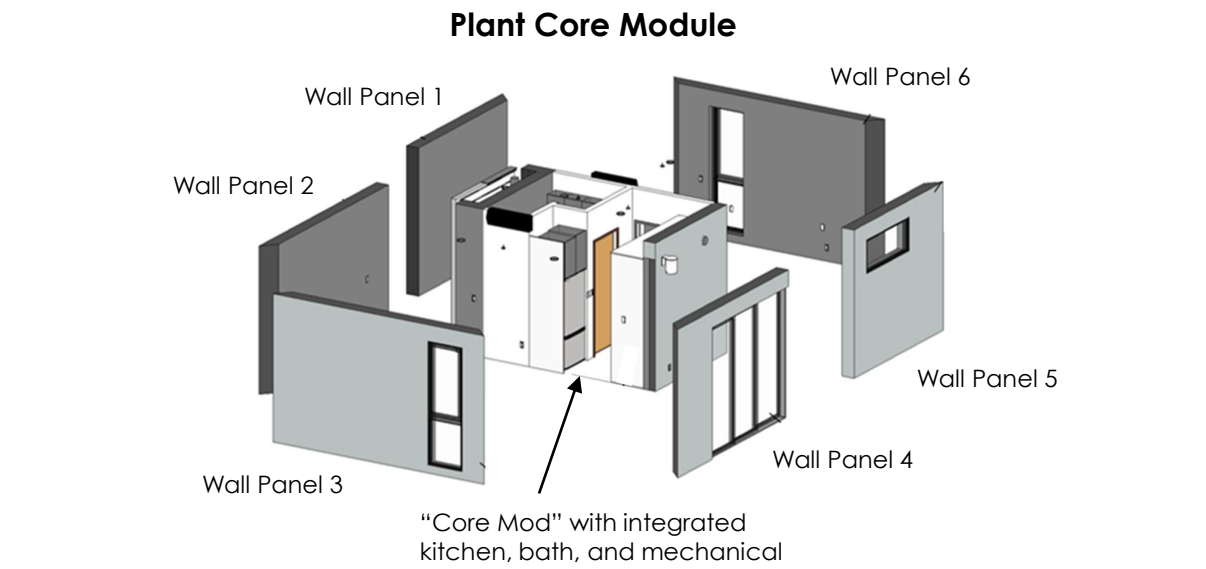 Plant Core Module
Wall Panel 6
Wall Panel 1
Wall Panel 2
Wall Panel 5
Wall Panel 4
Wall Panel 3
“Core Mod” with integrated
kitchen, bath, and mechanical